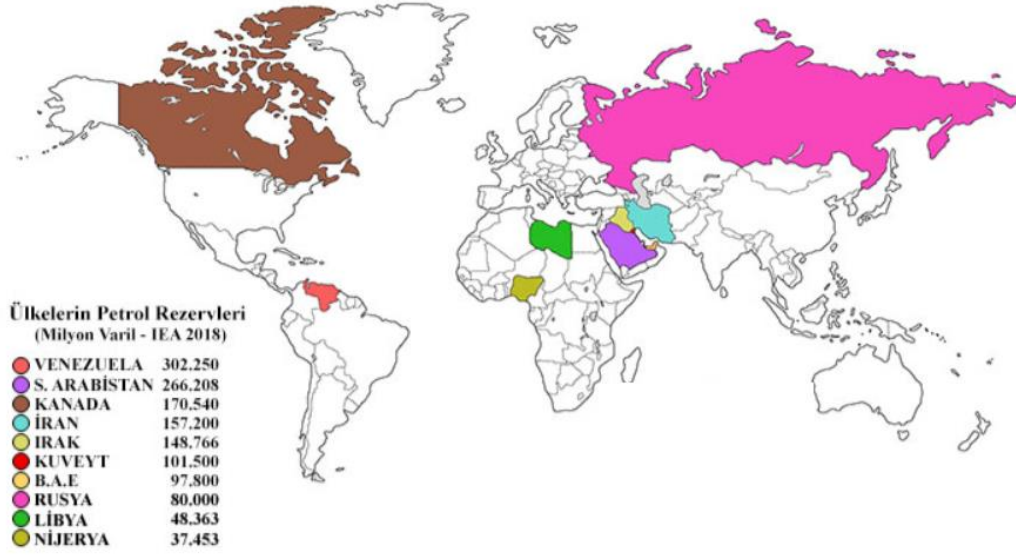 Ülkelerin Petrol Rezervleri
(Milyon Varil - IEA 2018)
VENEZUELA 302.250
S. ARABİSTAN 266.208
KANADA 170.540
İRAN 157.200
IRAK 148.766
KUVEYT 101.500
B.A.E 97.800
RUSYA 80.000
LİBYA 48.363
NİJERYA 37.453